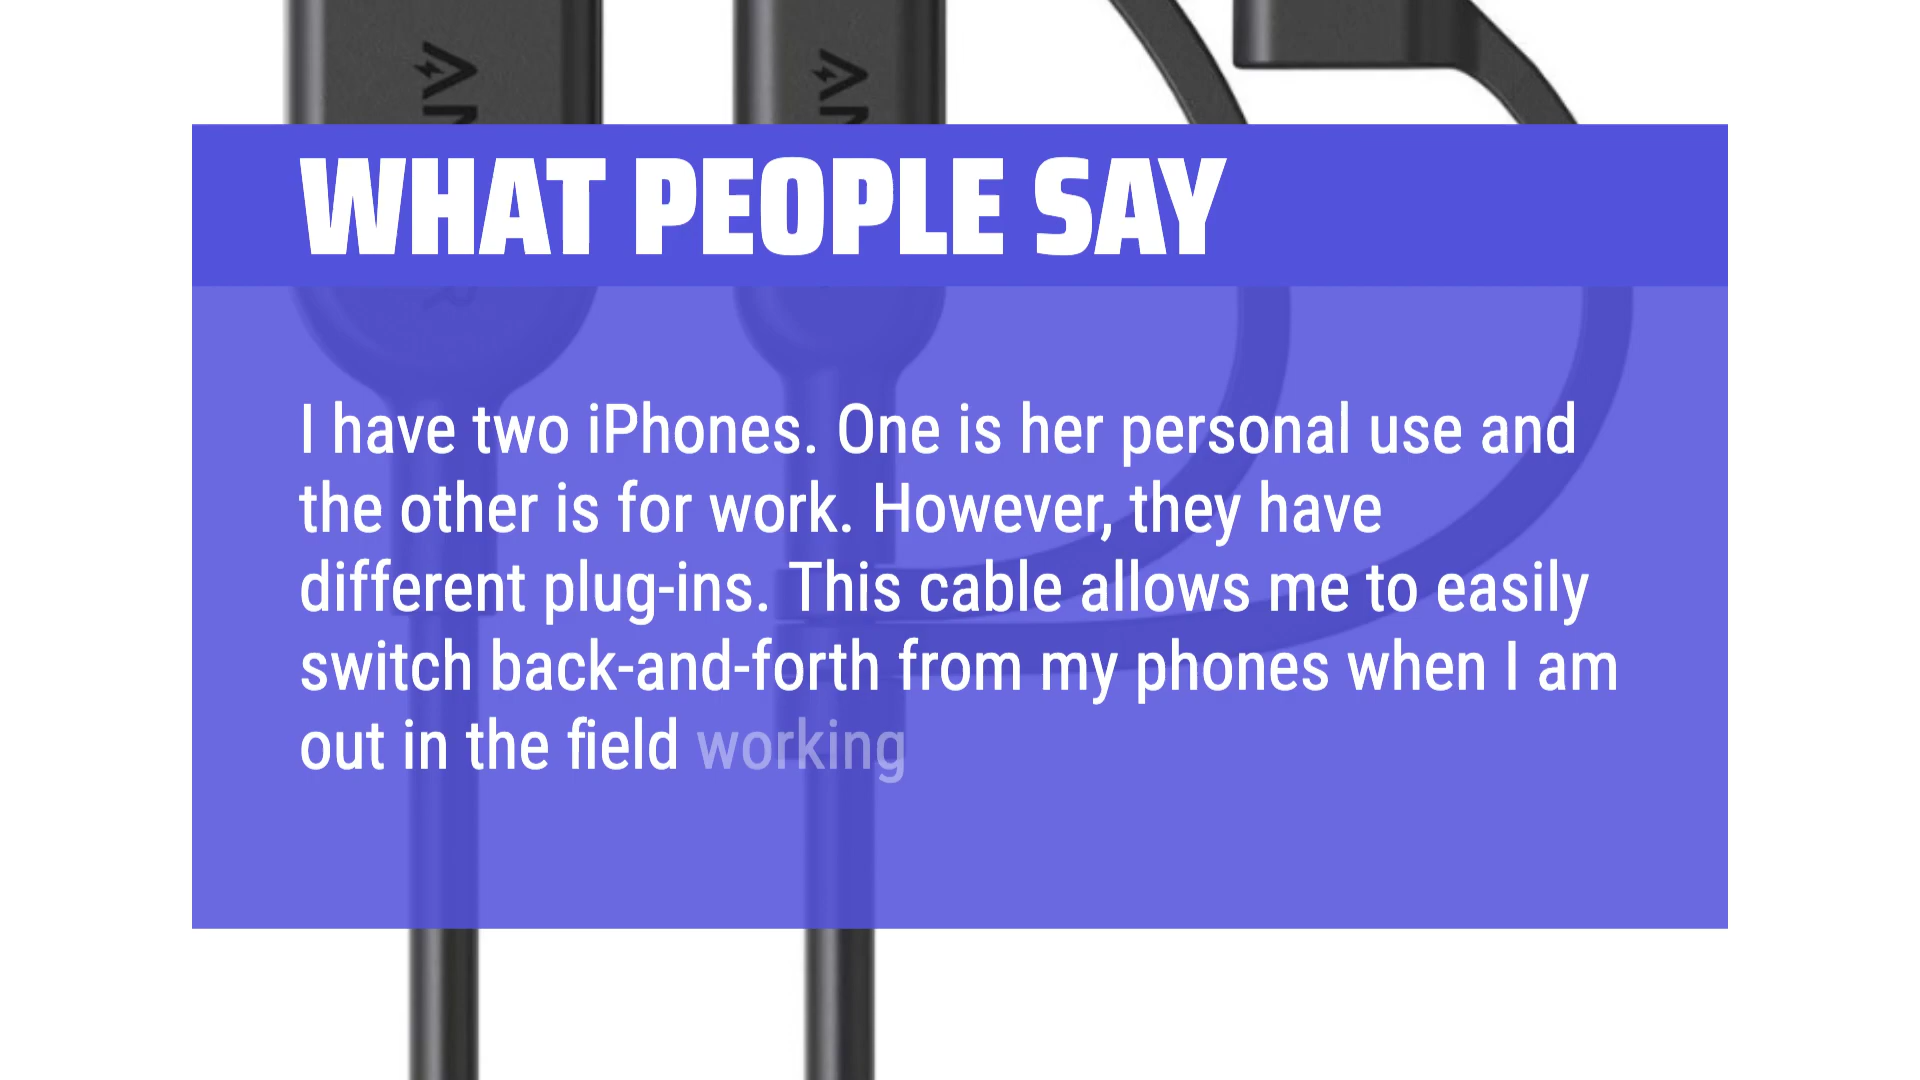 WHAT PEOPLE SAY
I have two iPhones. One is her personal use and
the other is for work. However, they have
different plug-ins. This cable allows me to easily
switch back-and-forth from my phones when I am
out in the field working